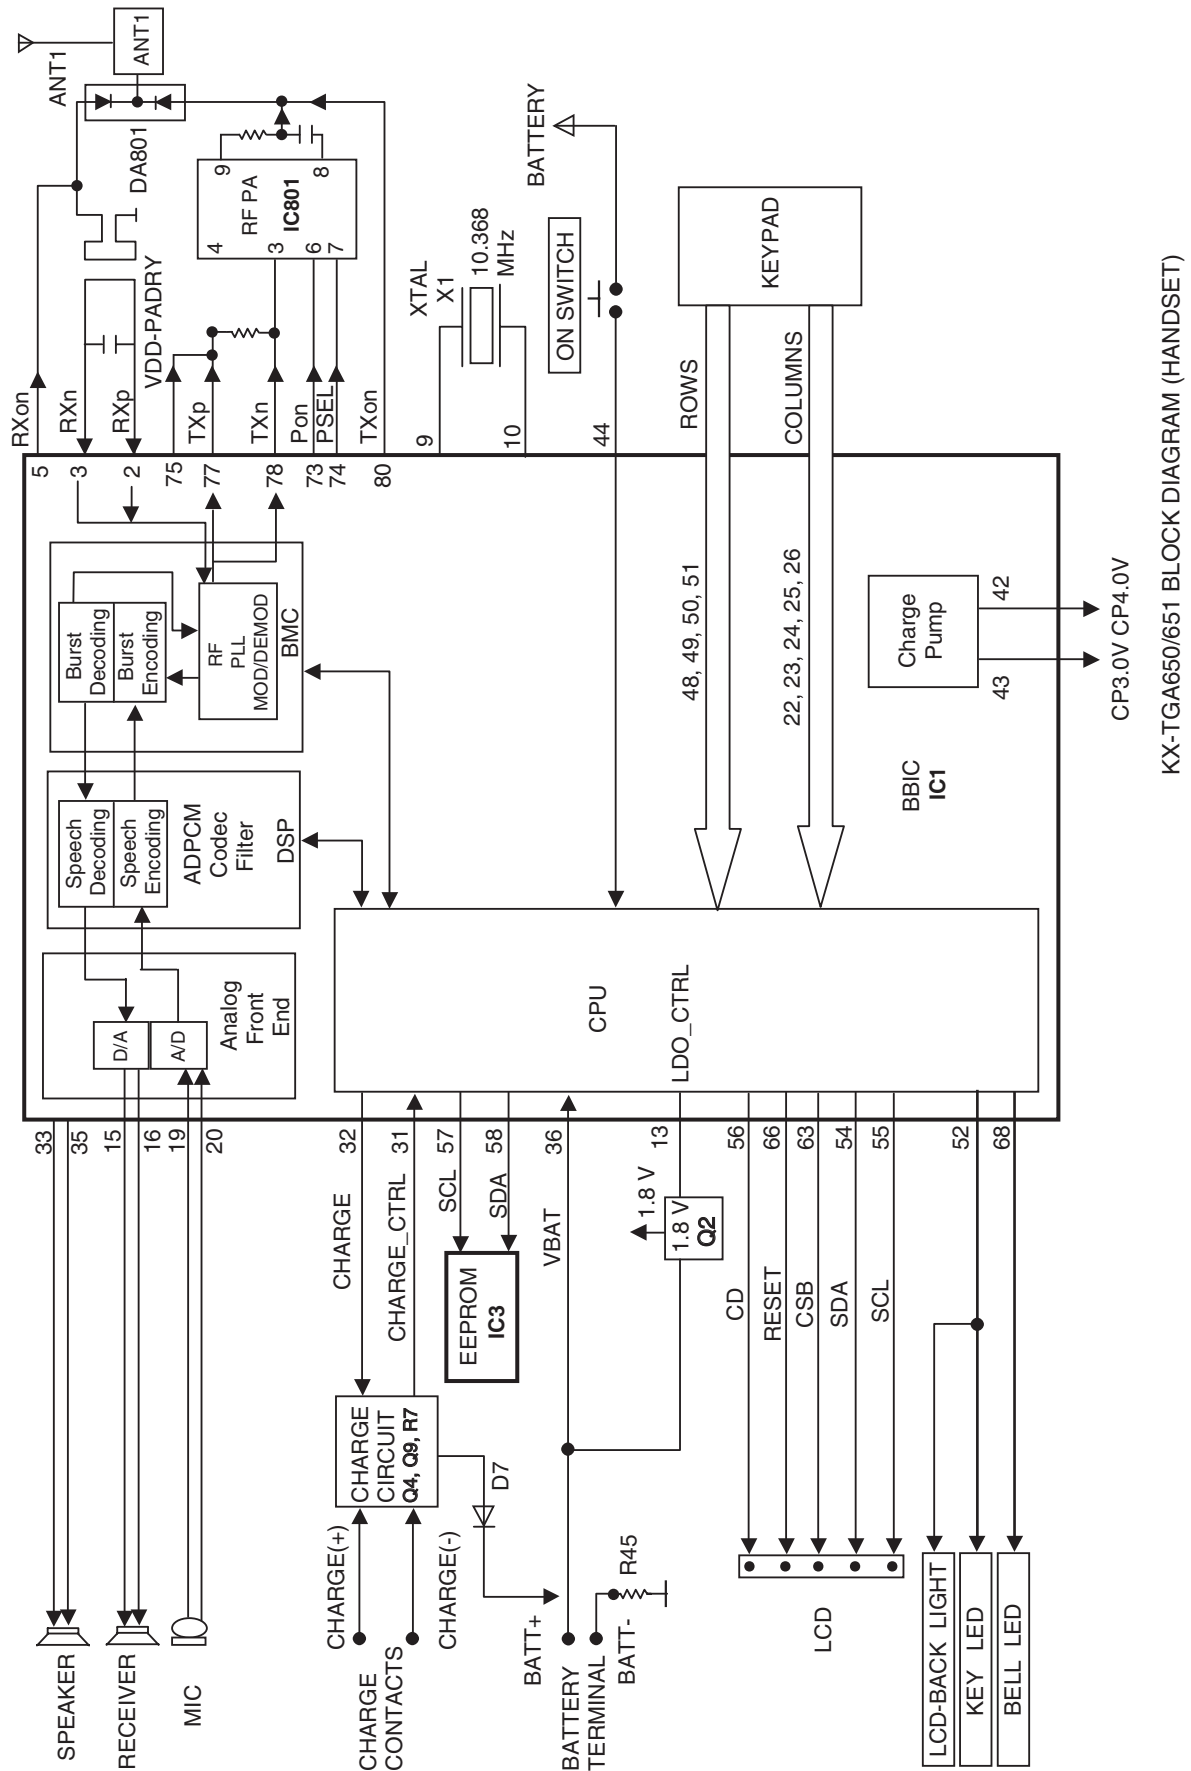 SPEAKER
RECEIVER
MIC
33
35
15
16
19
20
D/A
A/D
Analog
Front
End
Speech
Decoding
Speech
Encoding
ADPCM
Codec
Filter
DSP
Burst
Decoding
Burst
Encoding
RF
PLL
MOD/DEMOD
BMC
5
3
2
75
77
78
73
74
80
RXon
RXn
RXp
VDD-PADRY
TXp
TXn
Pon
PSEL
TXon
ANT1
ANT1
DA801
9
8
4
3
6
7
RF PA
IC801
CHARGE
CONTACTS
CHARGE(+)
CHARGE(-)
CHARGE
CIRCUIT
Q4, Q9, R7
D7
CHARGE
CHARGE_CTRL
32
31
SCL
SDA
57
58
EEPROM
IC3
BATTERY
TERMINAL
BATT+
BATT-
R45
VBAT
36
1.8 V
1.8 V
Q2
13
CPU
LDO_CTRL
9
10
XTAL
X1
10.368
MHz
44
ON SWITCH
BATTERY
48, 49, 50, 51
ROWS
22, 23, 24, 25, 26
COLUMNS
KEYPAD
LCD
CD
RESET
CSB
SDA
SCL
56
66
63
54
55
52
68
LCD-BACK LIGHT
KEY LED
BELL LED
BBIC
IC1
Charge
Pump
43
42
CP3.0V CP4.0V
KX-TGA650/651 BLOCK DIAGRAM (HANDSET)